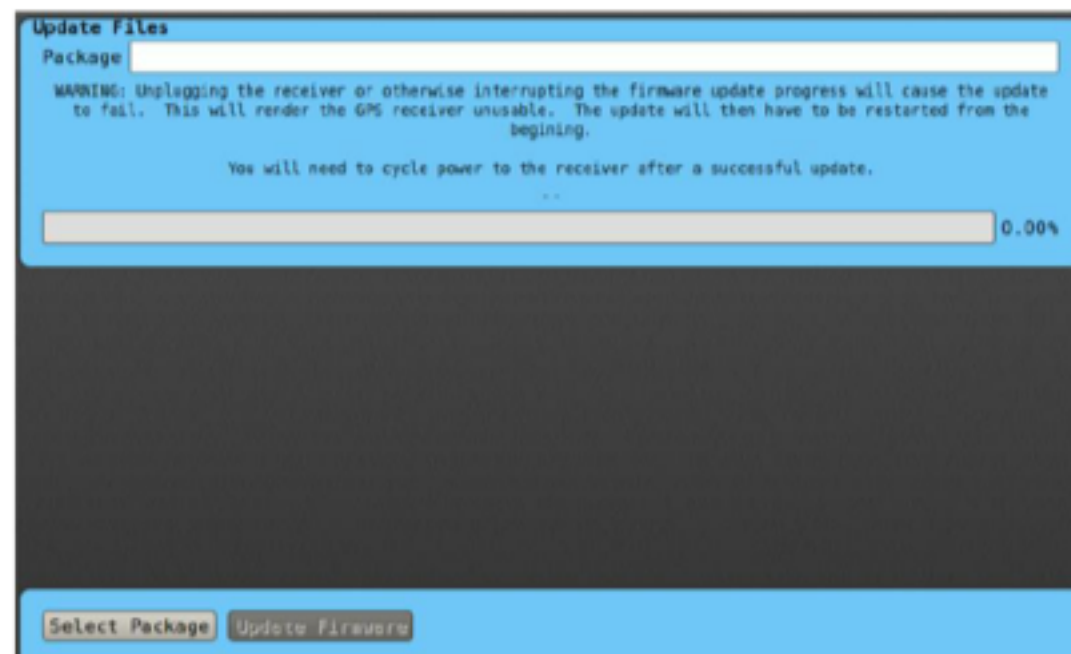 Update Files
Package
WARNING: Unplugging the receiver or otherwise interrupting the firmware update progress will cause the update
to fail. This will render the GPS receiver unusable. The update will then have to be restarted from the
begining.
You will need to cycle power to the receiver after a successful update.
--
0.00%
Select Package
Update Firmware